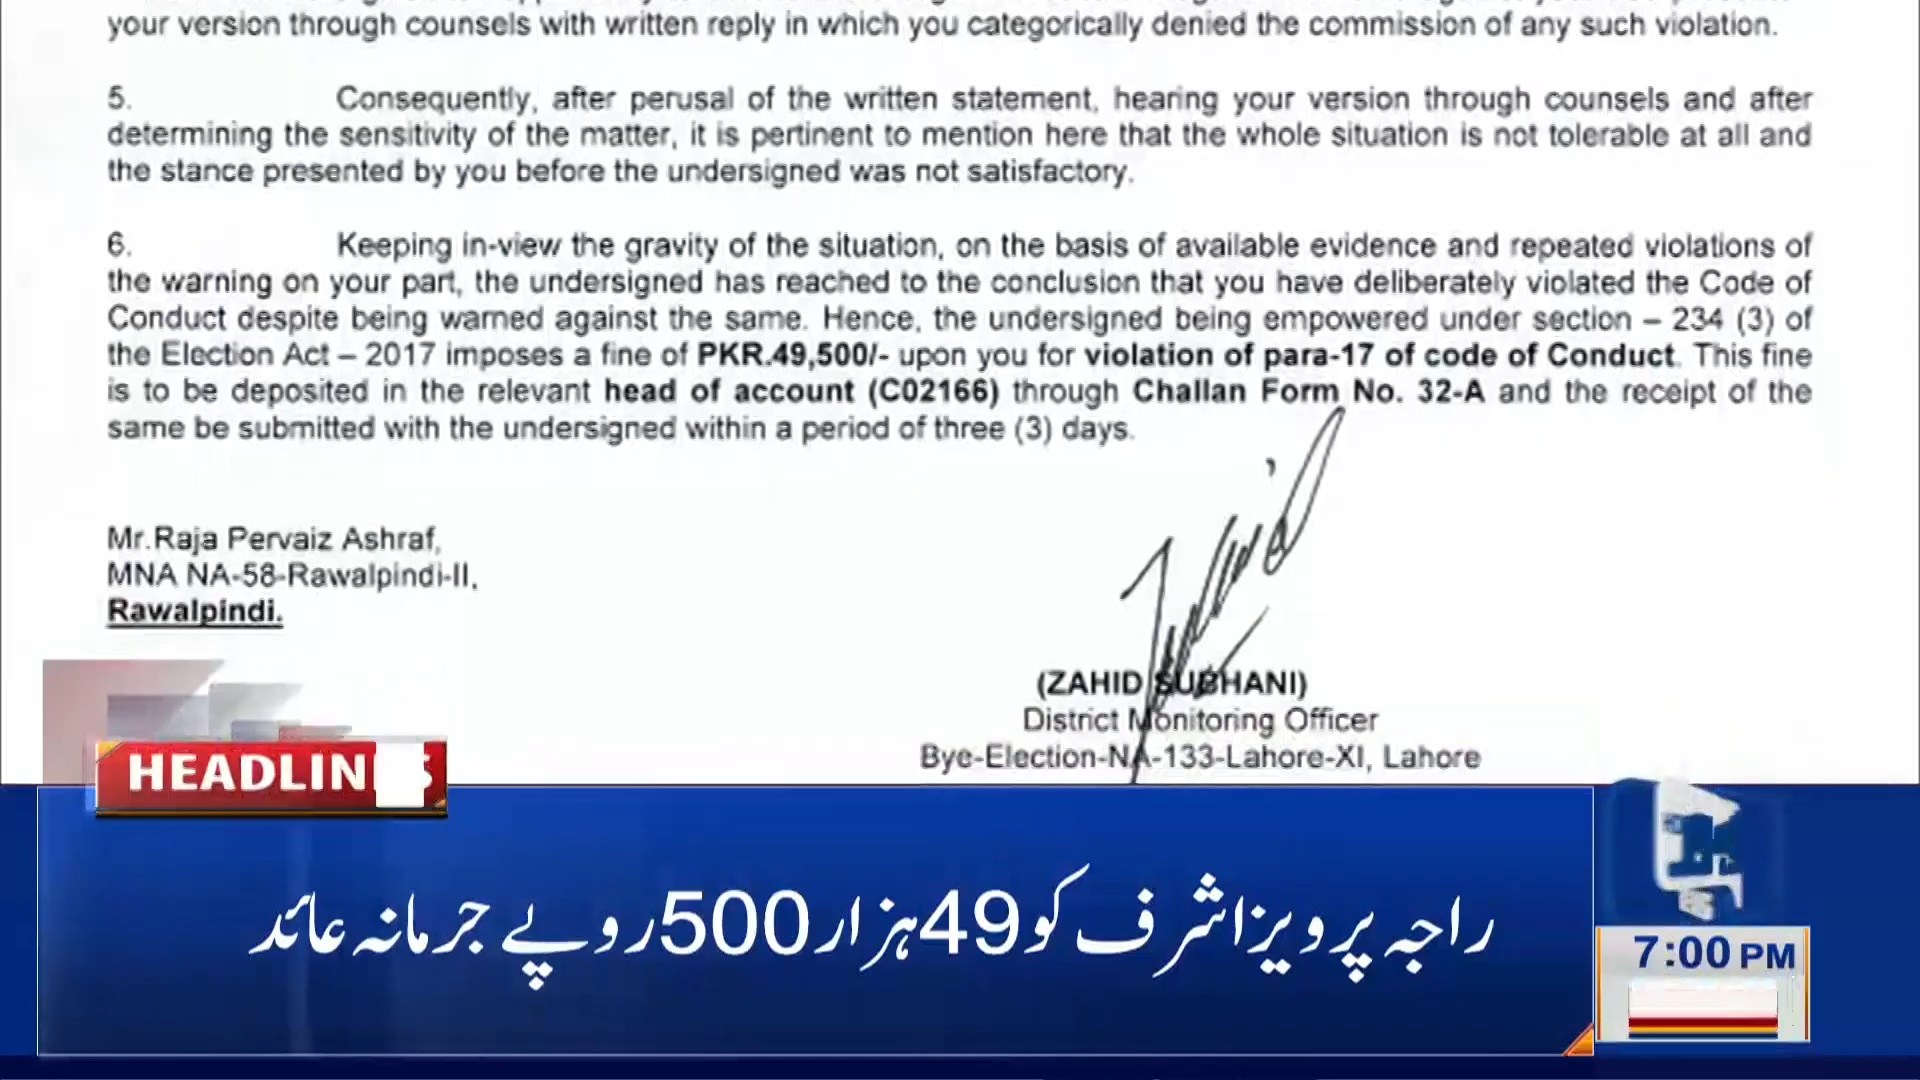 your version through counsels with written reply in which you categorically denied the commission of any such violation.
5. Consequently, after perusal of the written statement, hearing your version through counsels and after
determining the sensitivity of the matter, it is pertinent to mention here that the whole situation is not tolerable at all and
the stance presented by you before the undersigned was not satisfactory.
6. Keeping in-view the gravity of the situation, on the basis of available evidence and repeated violations of
the warning on your part, the undersigned has reached to the conclusion that you have deliberately violated the Code of
Conduct despite being warned against the same. Hence, the undersigned being empowered under section – 234 (3) of
the Election Act – 2017 imposes a fine of PKR.49,500/- upon you for violation of para-17 of code of Conduct. This fine
is to be deposited in the relevant head of account (C02166) through Challan Form No. 32-A and the receipt of the
same be submitted with the undersigned within a period of three (3) days.
Mr.Raja Pervaiz Ashraf,
MNA NA-58-Rawalpindi-II,
Rawalpindi.
(ZAHID SUBHANI)
District Monitoring Officer
Bye-Election-NA-133-Lahore-XI, Lahore
HEADLINES
راجہ پرویزاشرف کو49ہزار500روپے جرمانہ عائد
7:00 PM